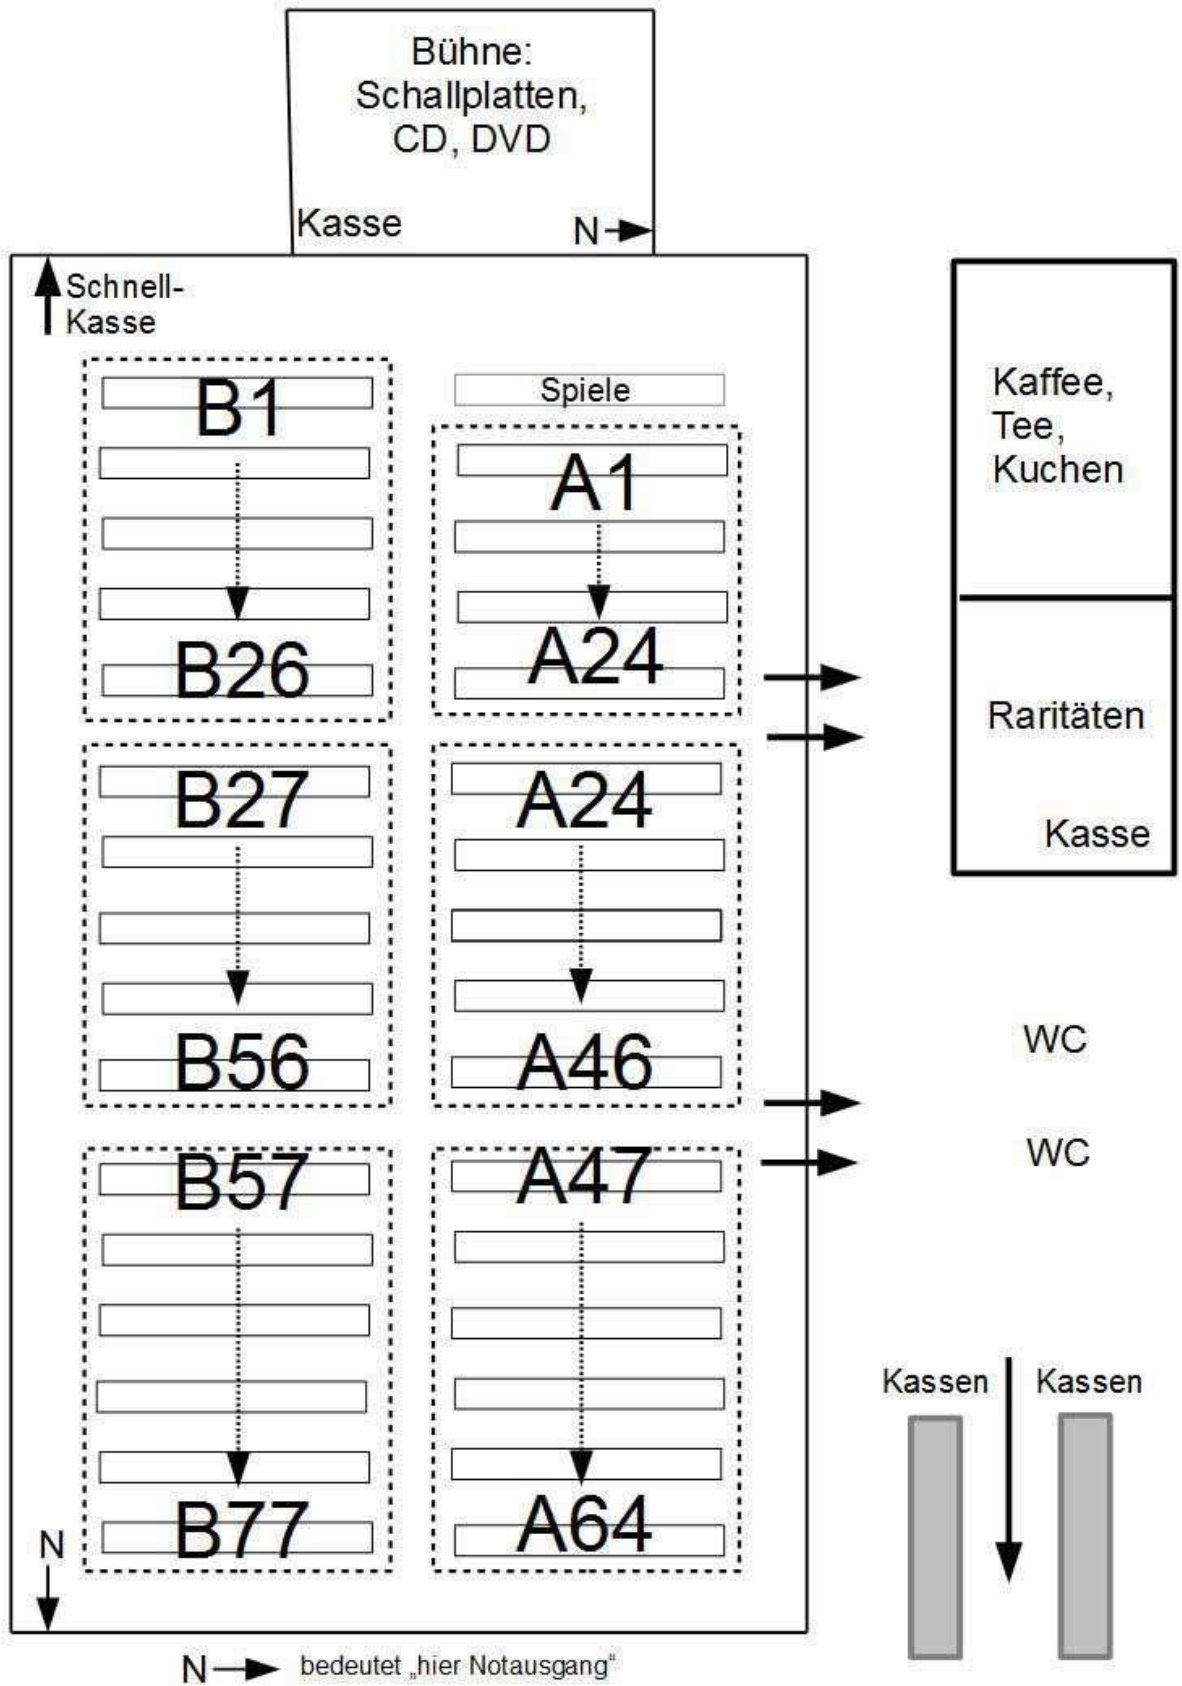 Bühne:
Schallplatten,
CD, DVD
Kasse
N
Schnell-
Kasse
B1
Spiele
A1
B26
A24
Kaffee,
Tee,
Kuchen
Raritäten
Kasse
B27
A24
B56
A46
WC
WC
B57
A47
Kassen
Kassen
B77
A64
N
N
bedeutet „hier Notausgang“